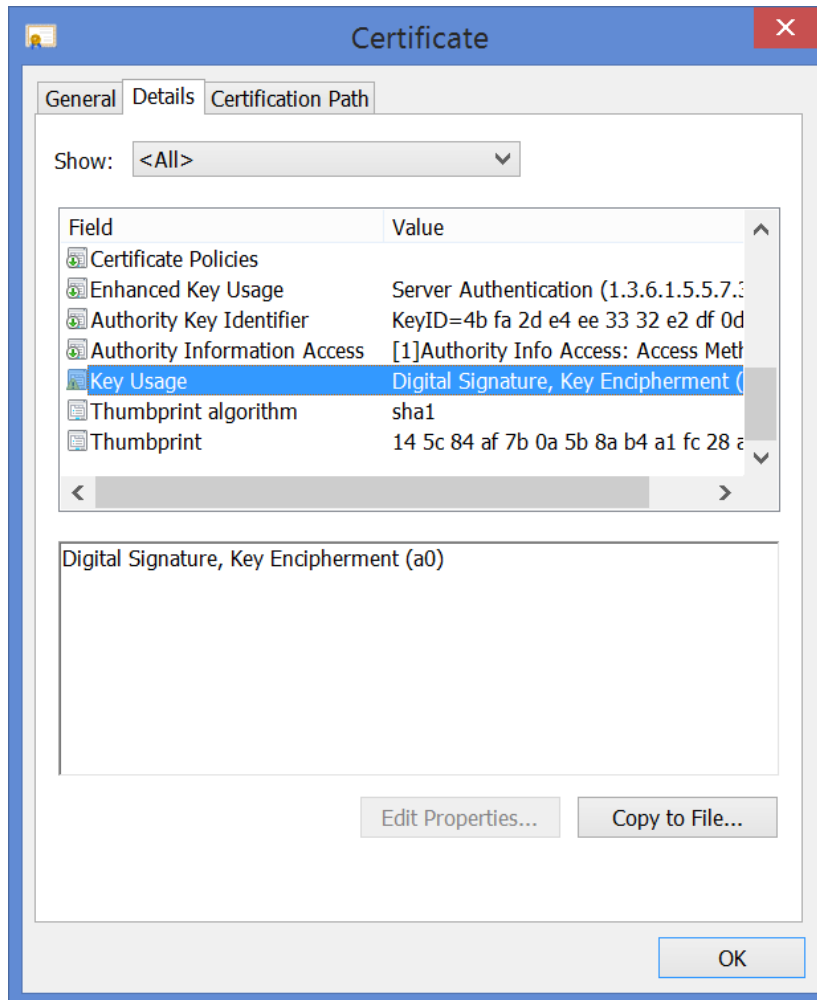 Certificate
General Details Certification Path
Show: <All>
Field Value
Certificate Policies
Enhanced Key Usage Server Authentication (1.3.6.1.5.5.7.3
Authority Key Identifier KeyID=4b fa 2d e4 ee 33 32 e2 df 0d
Authority Information Access [1]Authority Info Access: Access Meth
Key Usage Digital Signature, Key Encipherment (
Thumbprint algorithm sha1
Thumbprint 14 5c 84 af 7b 0a 5b 8a b4 a1 fc 28 a
Digital Signature, Key Encipherment (a0)
Edit Properties... Copy to File...
OK